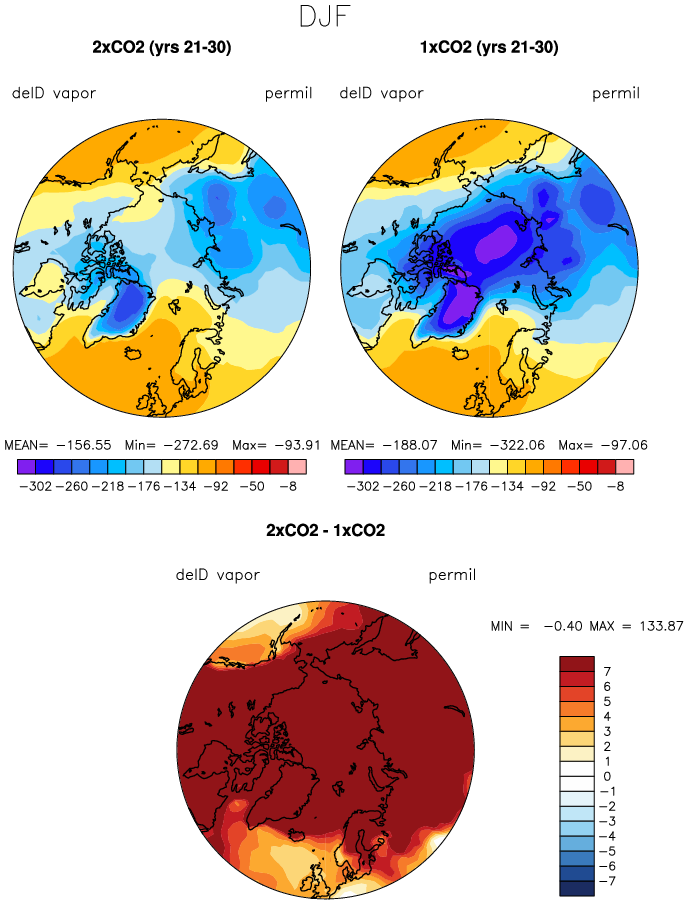 DJF
2xCO2 (yrs 21-30) 1xCO2 (yrs 21-30)
delD vapor permil delD vapor permil
MEAN= -156.55 Min= -272.69 Max= -93.91 MEAN= -188.07 Min= -322.06 Max= -97.06
-302 -260 -218 -176 -134 -92 -50 -8 -302 -260 -218 -176 -134 -92 -50 -8
2xCO2 - 1xCO2
delD vapor permil
MIN = -0.40 MAX = 133.87
7
6
5
4
3
2
1
0
-1
-2
-3
-4
-5
-6
-7